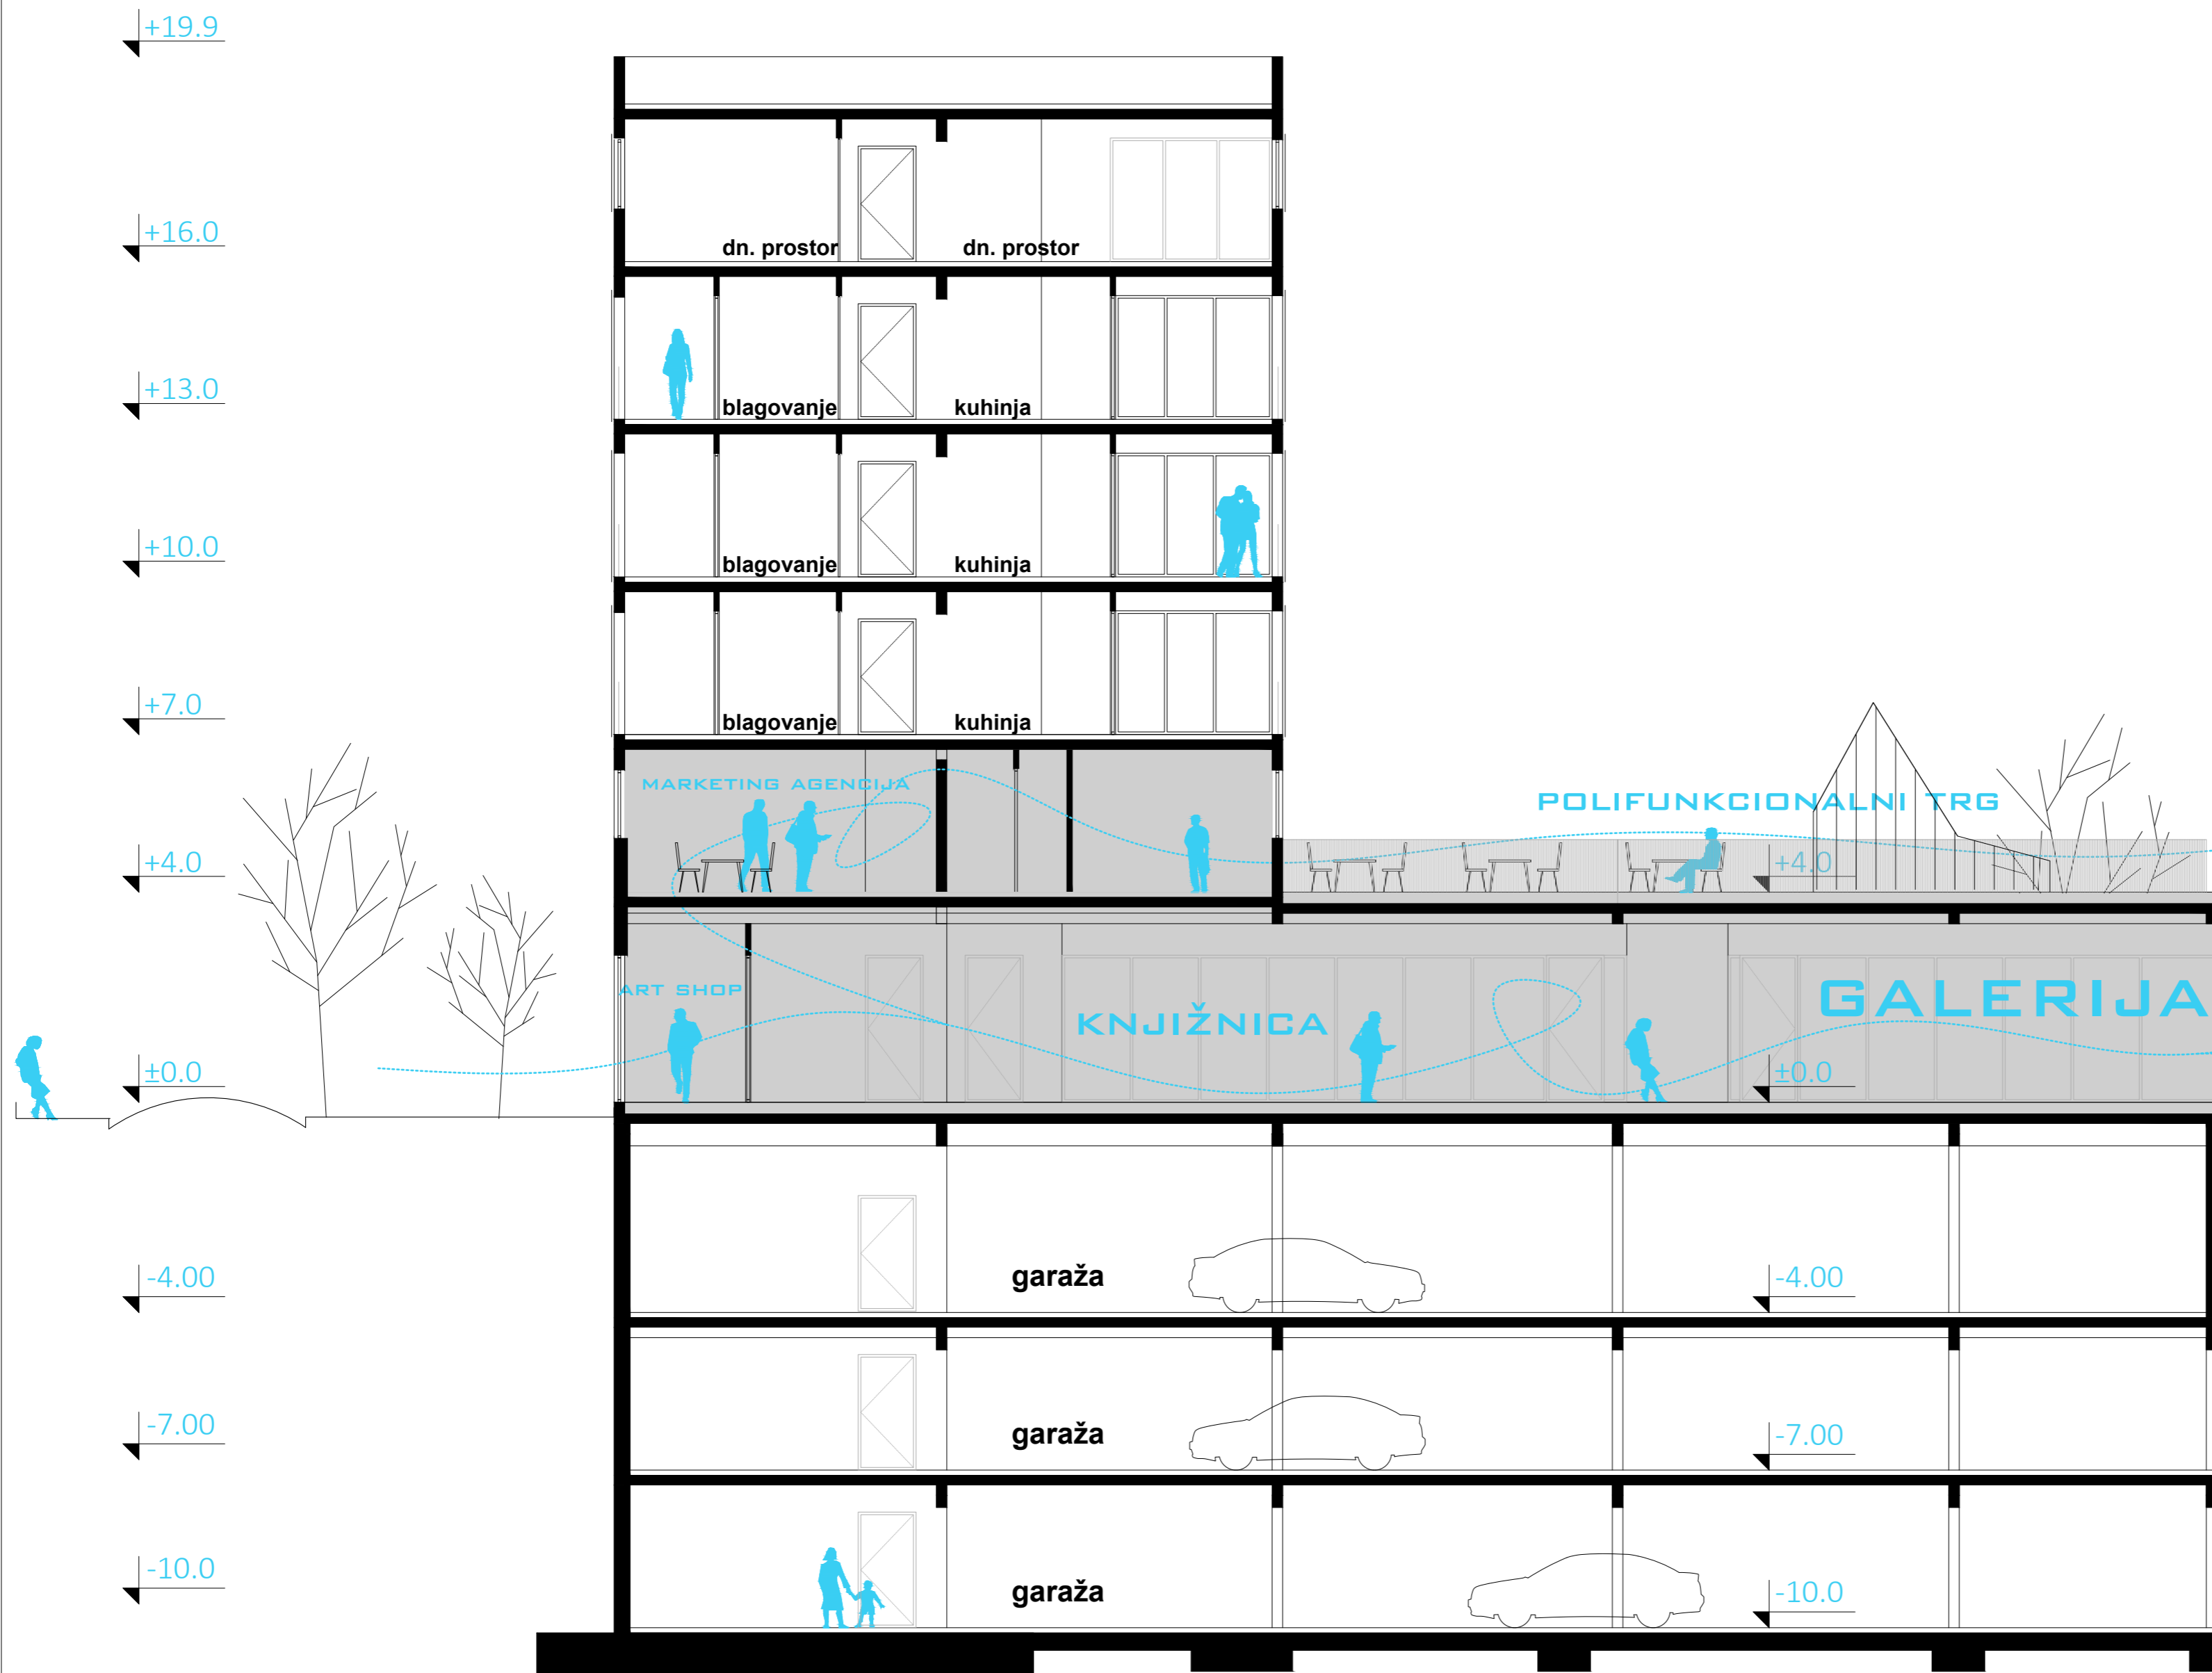 +19.9
+16.0
dn. prostor dn. prostor
+13.0
blagovanje kuhinja
+10.0
blagovanje kuhinja
+7.0
blagovanje kuhinja
MARKETING AGENCIJA
POLIFUNKCIONALNI TRG
+4.0 +4.0
ART SHOP
KNJIŽNICA
GALERIJA
±0.0 ±0.0
-4.00 garaža -4.00
-7.00 garaža -7.00
-10.0 garaža -10.0